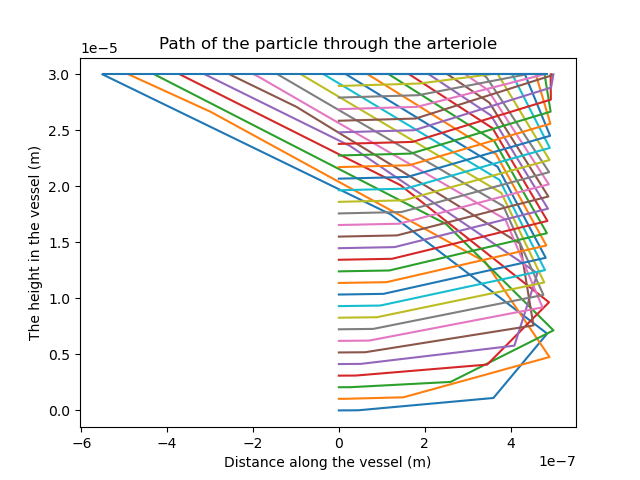 Path of the particle through the arteriole
1e−5
The height in the vessel (m)
3.0
2.5
2.0
1.5
1.0
0.5
0.0
−6
−4
−2
0
2
4
1e−7
Distance along the vessel (m)